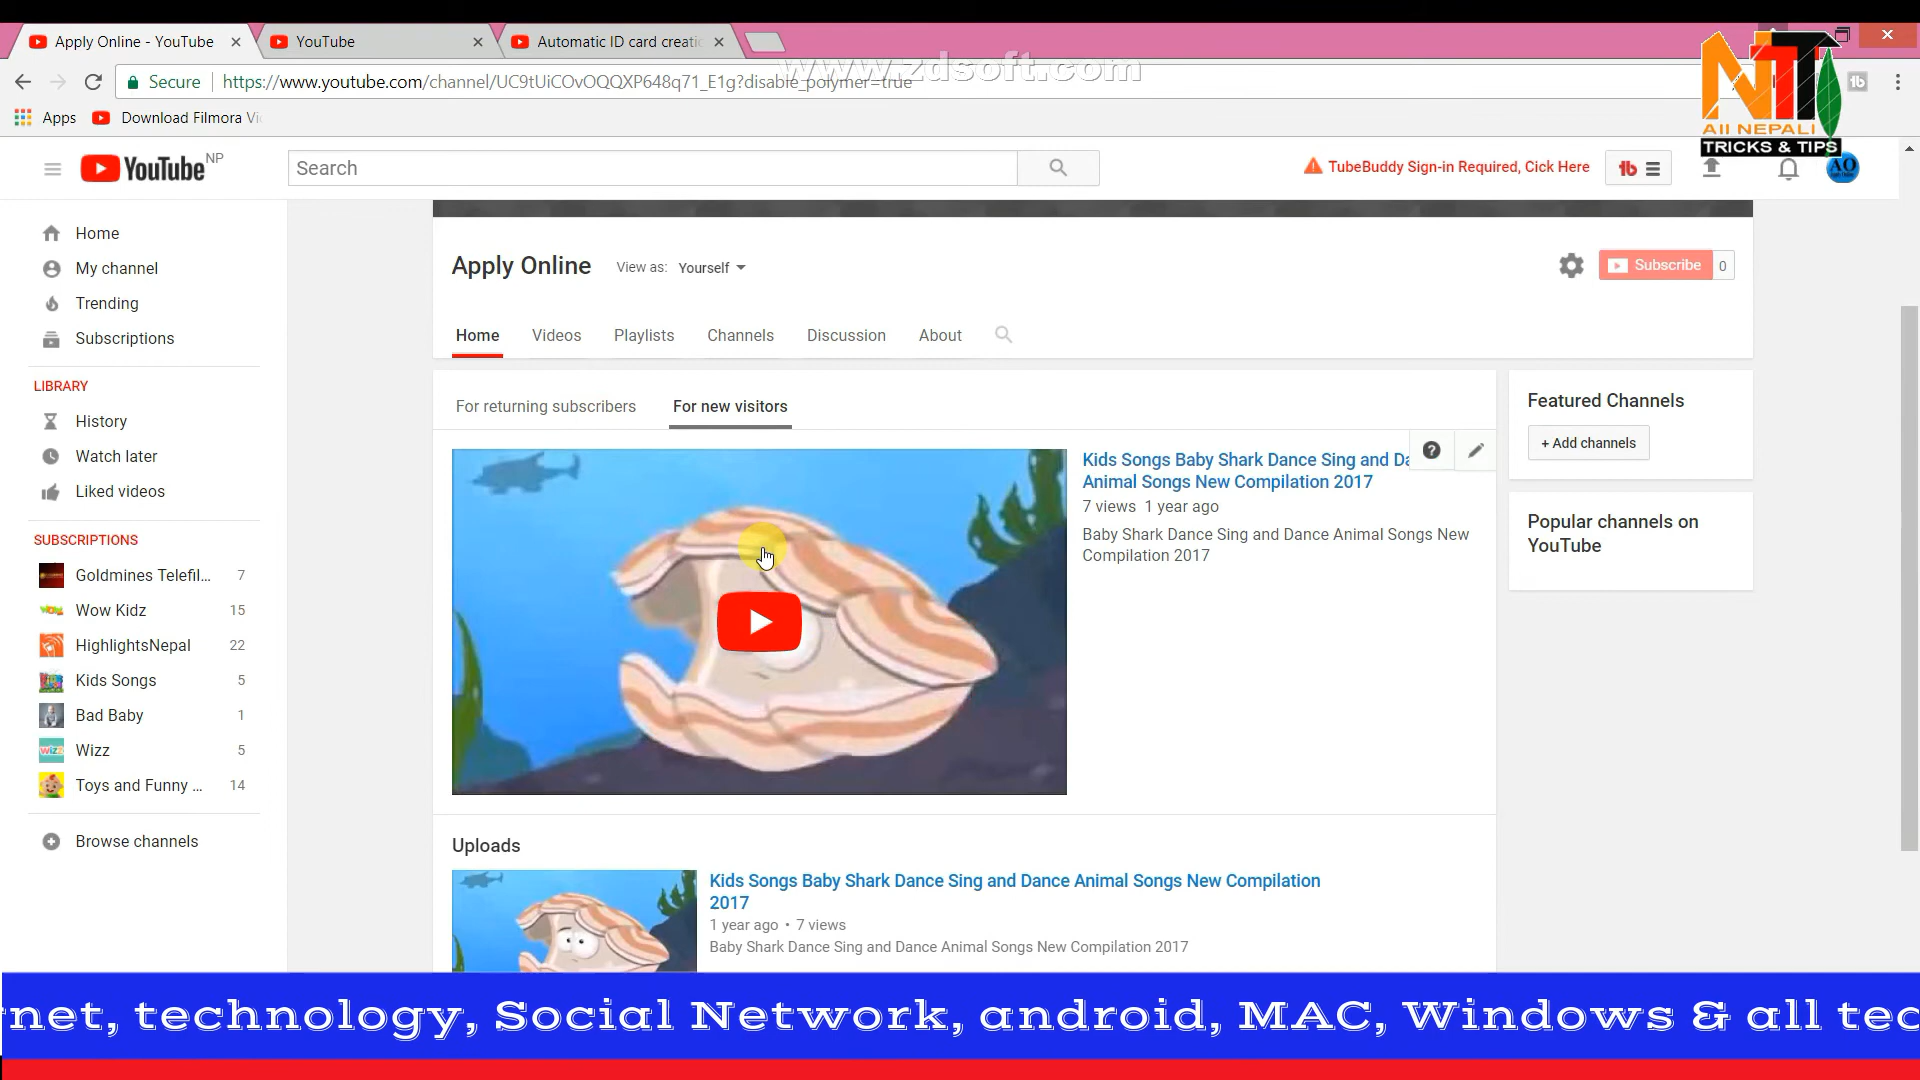 Apply Online - YouTube
YouTube
Automatic ID card creati
www.zdsoft.com
Secure https://www.youtube.com/channel/UC9tUiCOvOQQXP648q71_E1g?disable_polymer=true
Apps
Download Filmora Vi
NTT
All NEPALI
TRICKS & TIPS
YouTube NP
Search
TubeBuddy Sign-in Required, Cick Here
tb
AO
Home
My channel
Trending
Subscriptions
LIBRARY
History
Watch later
Liked videos
SUBSCRIPTIONS
Goldmines Telefil... 7
Wow Kidz 15
HighlightsNepal 22
Kids Songs 5
Bad Baby 1
Wizz 5
Toys and Funny ... 14
Browse channels
Apply Online
View as: Yourself
Subscribe 0
Home Videos Playlists Channels Discussion About
For returning subscribers For new visitors
Kids Songs Baby Shark Dance Sing and Da
Animal Songs New Compilation 2017
7 views 1 year ago
Baby Shark Dance Sing and Dance Animal Songs New
Compilation 2017
Featured Channels
+ Add channels
Popular channels on
YouTube
Uploads
Kids Songs Baby Shark Dance Sing and Dance Animal Songs New Compilation
2017
1 year ago • 7 views
Baby Shark Dance Sing and Dance Animal Songs New Compilation 2017
rnet, technology, Social Network, android, MAC, Windows & all tec